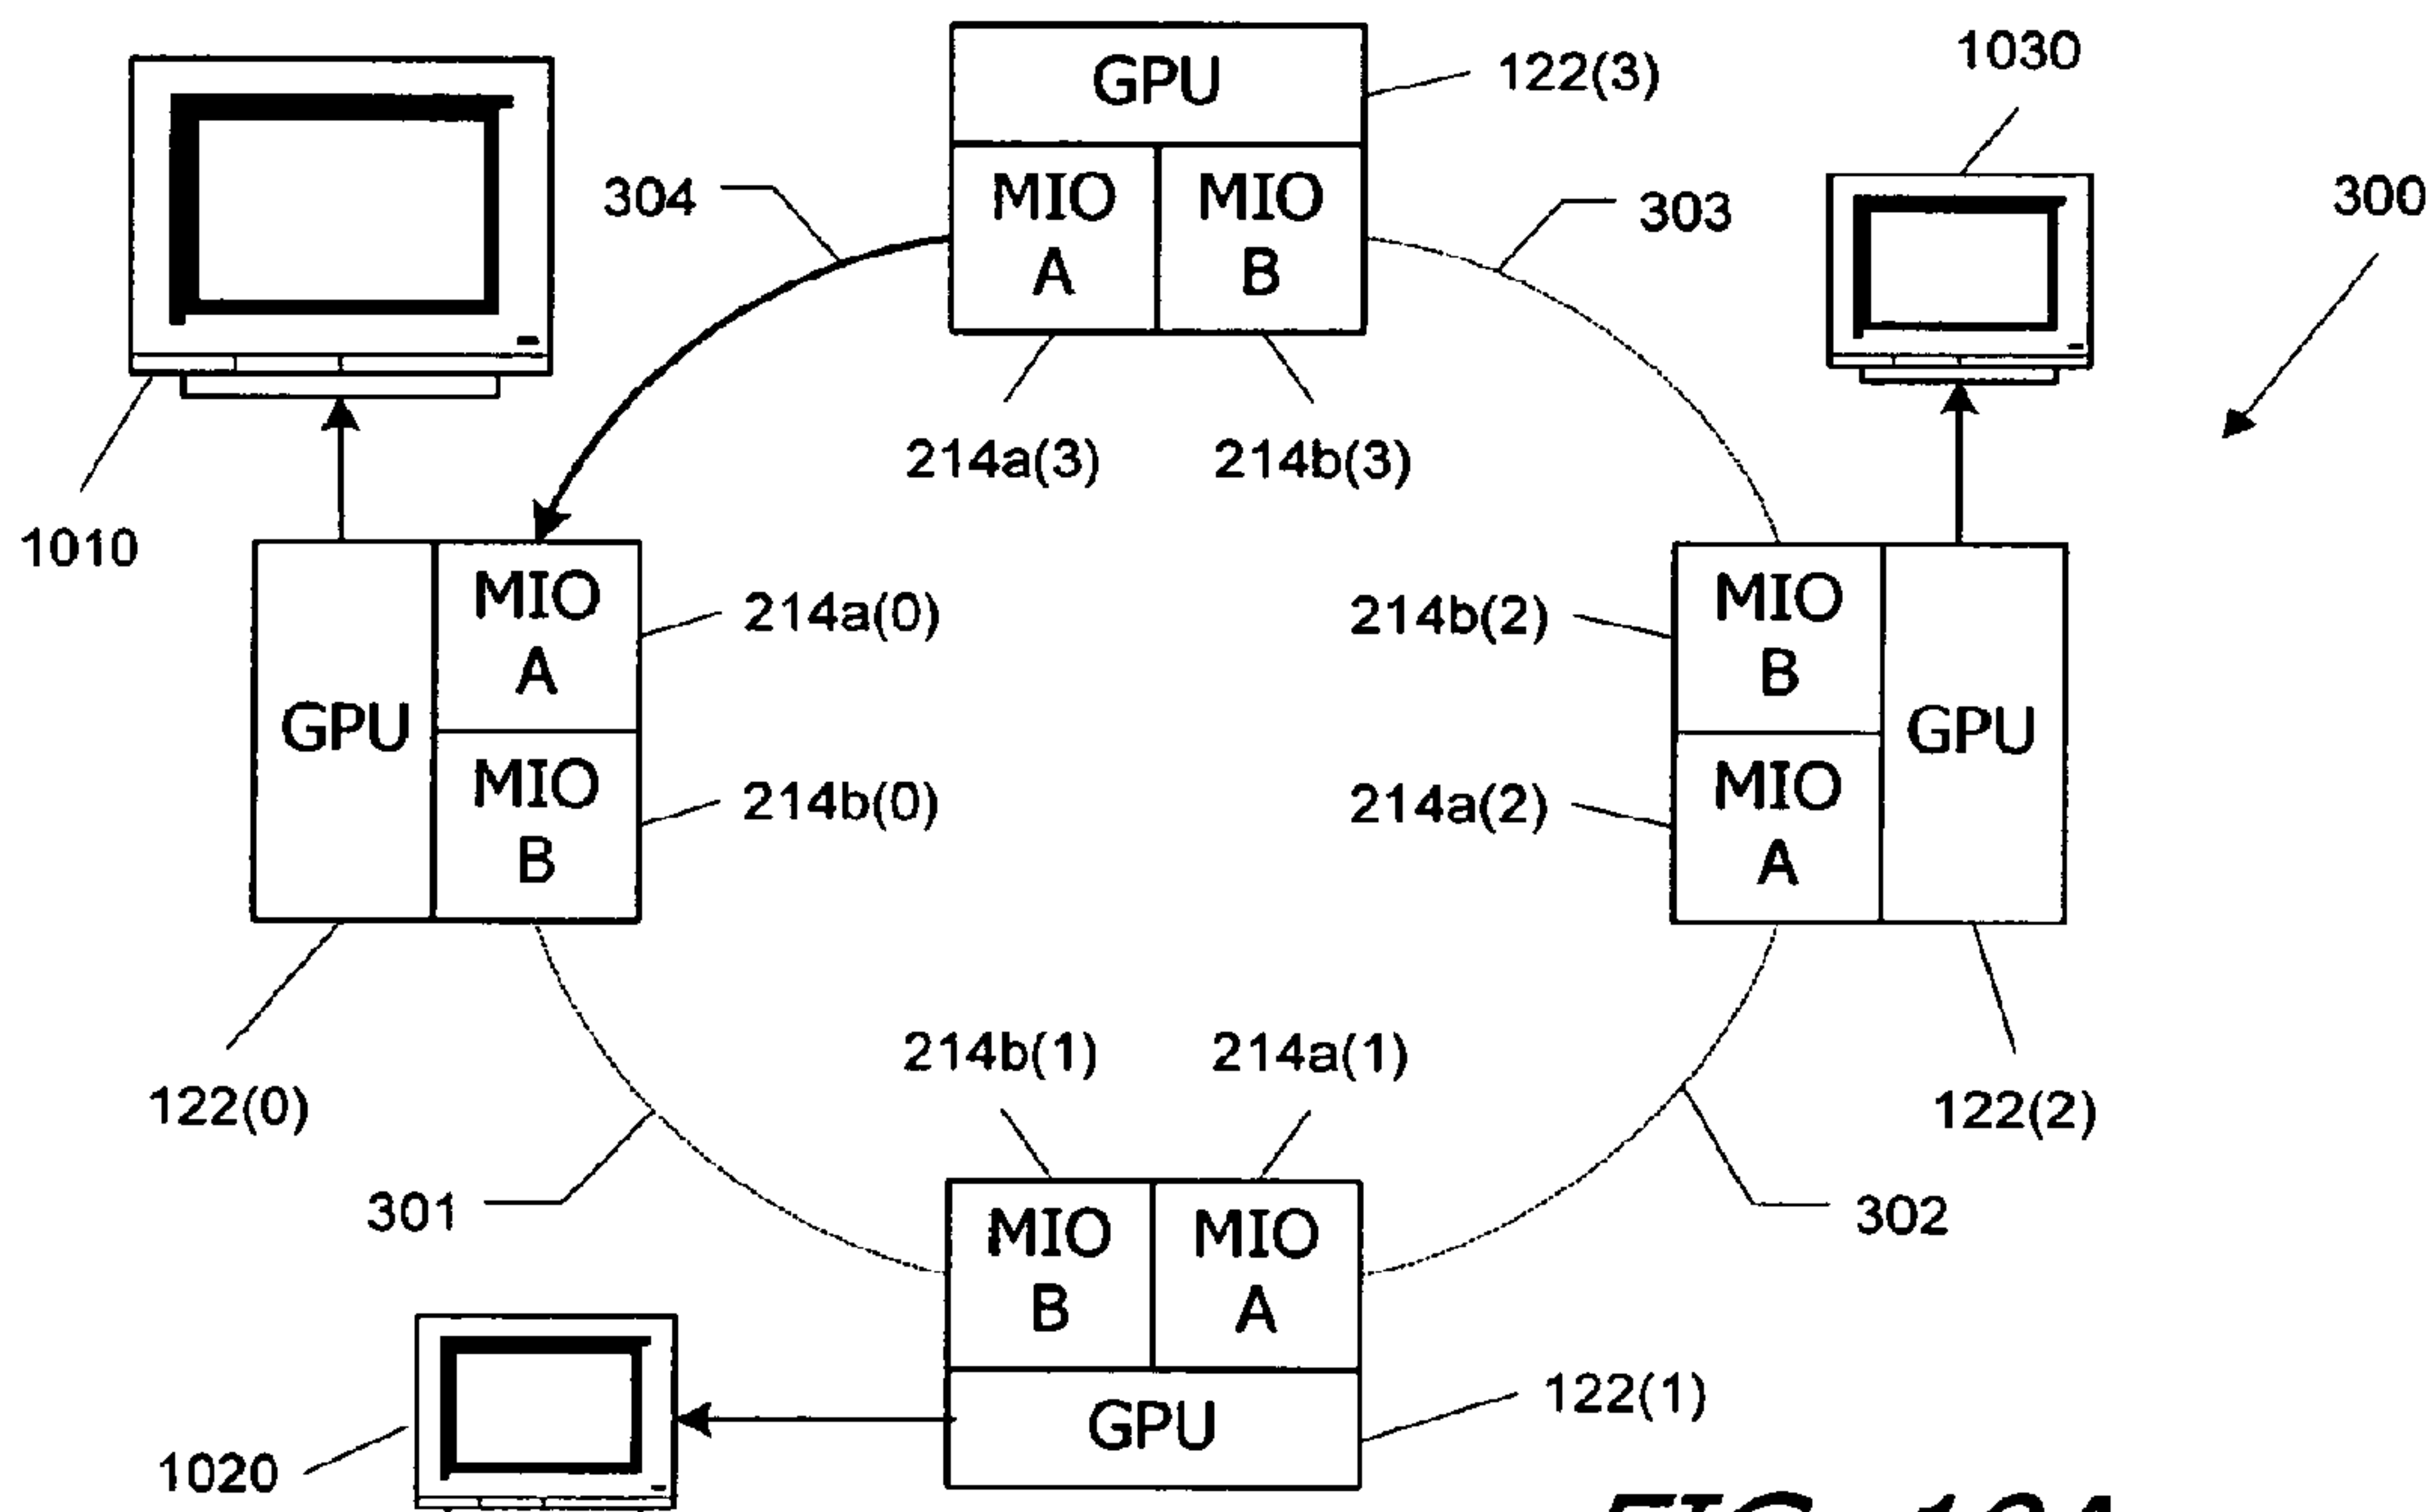 GPU
122(3)
1030
MIO A
MIO B
304
303
300
214a(3)
214b(3)
1010
MIO A
214a(0)
GPU
MIO B
214b(0)
122(0)
214b(2)
MIO B
GPU
214a(2)
MIO A
122(2)
214b(1)
214a(1)
301
302
MIO B
MIO A
GPU
122(1)
1020